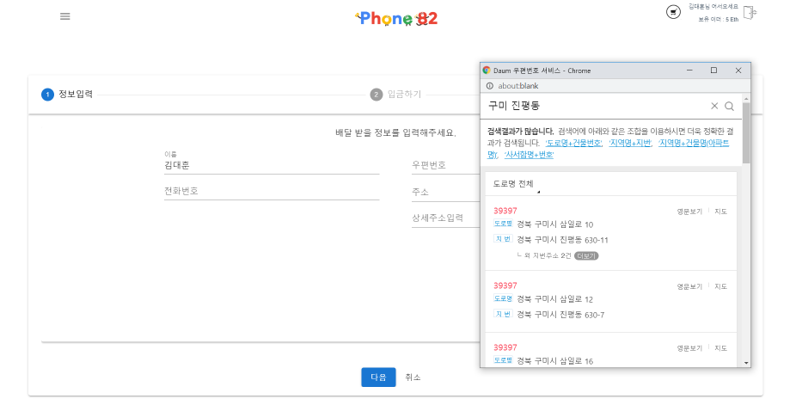 Phone 82
김대훈님 어서오세요
보유 이더 : 5 Eth
1 정보입력
2 입금하기
배달 받을 정보를 입력해주세요.
이름
김대훈
전화번호
우편번호
주소
상세주소입력
다음
취소
Daum 우편번호 서비스 - Chrome
about:blank
구미 진평동
검색결과가 많습니다. 검색어에 아래와 같은 조합을 이용하시면 더욱 정확한 결
과가 검색됩니다. '도로명+건물번호', '지역명+지번', '지역명+건물명(아파트
명)', '사서함명+번호'
도로명 전체
39397 영문보기 지도
도로명 경북 구미시 삼일로 10
지 번 경북 구미시 진평동 630-11
ㄴ 외 지번주소 2건 더보기
39397 영문보기 지도
도로명 경북 구미시 삼일로 12
지 번 경북 구미시 진평동 630-7
39397 영문보기 지도
도로명 경북 구미시 삼일로 16